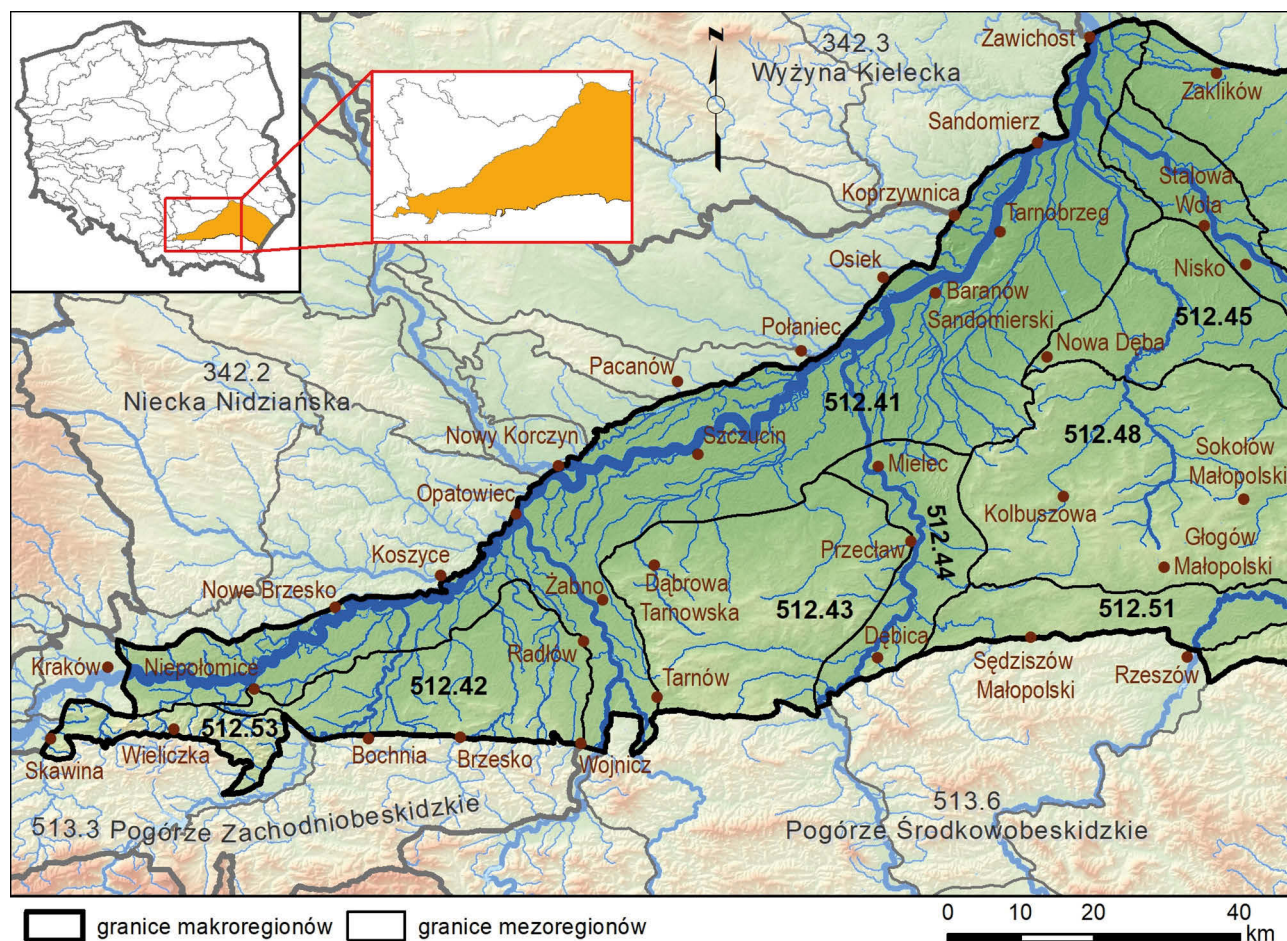 Zawichost
342.3
Wyżyna Kielecka
Zaklików
N
Sandomierz
Koprzywnica
Stalowa
Wola
Tarnobrzeg
Osiek
Nisko
Baranów
Sandomierski
512.45
Połaniec
Nowa Dęba
Pacanów
342.2
Niecka Nidziańska
512.41
512.48
Nowy Korczyn
Szczucin
Sokołów
Małopolski
Mielec
Opatowiec
Kolbuszowa
512.44
Przecław
Głogów
Małopolski
Koszyce
Dąbrowa
Tarnowska
Żabno
Nowe Brzesko
512.43
512.51
Radłów
Dębica
Kraków
Niepołomice
Sędziszów
Małopolski
Rzeszów
512.42
Tarnów
512.53
Wieliczka
Skawina
Bochnia
Brzesko
Wojnicz
513.3 Pogórze Zachodniobeskidzkie
513.6
Pogórze Środkowobeskidzkie
granice makroregionów
granice mezoregionów
0 10 20 40
km